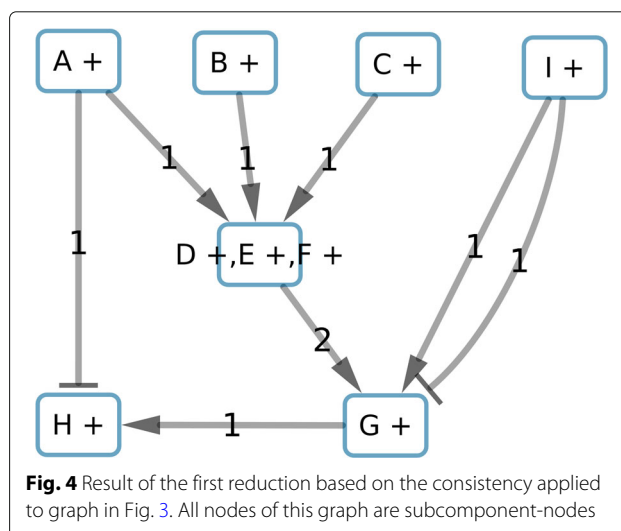 A +
B +
C +
I +
1
1
1
1
1
1
D +,E +,F +
2
H +
1
G +
Fig. 4 Result of the first reduction based on the consistency applied
to graph in Fig. 3. All nodes of this graph are subcomponent-nodes